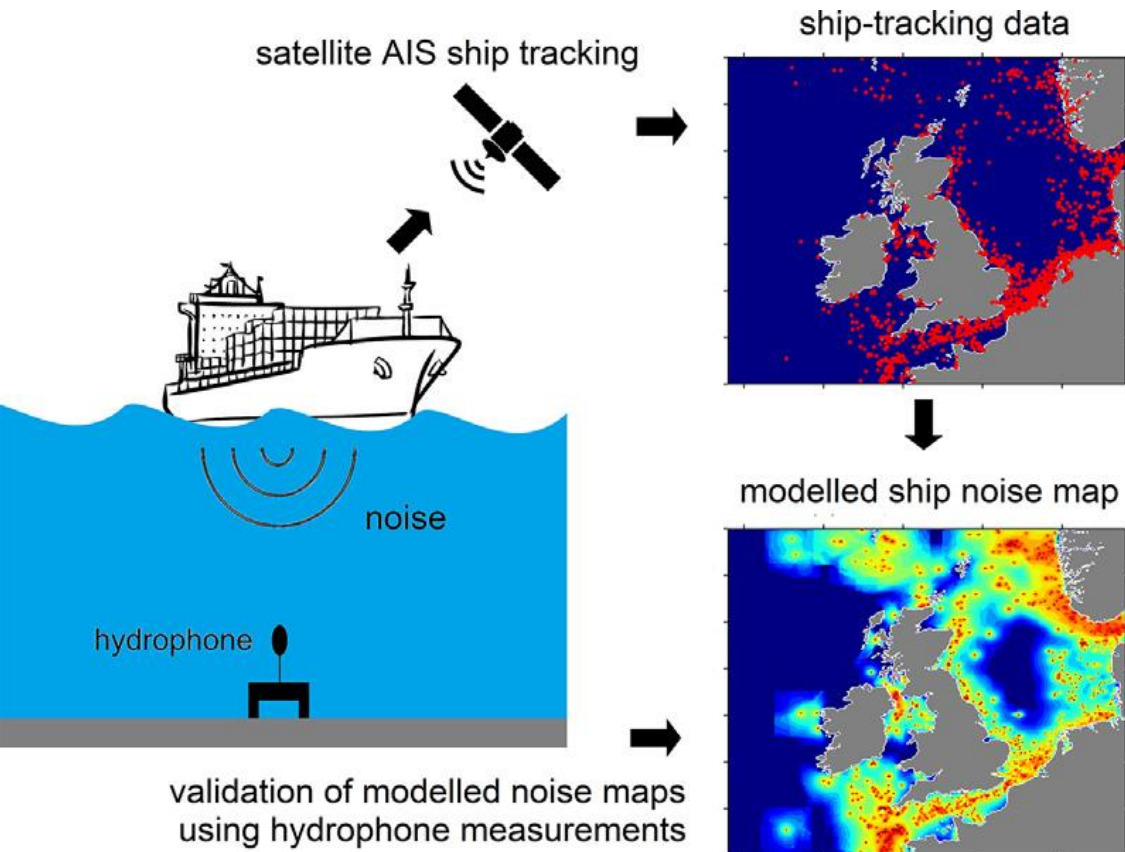 satellite AIS ship tracking
ship-tracking data
noise
hydrophone
modelled ship noise map
validation of modelled noise maps
using hydrophone measurements